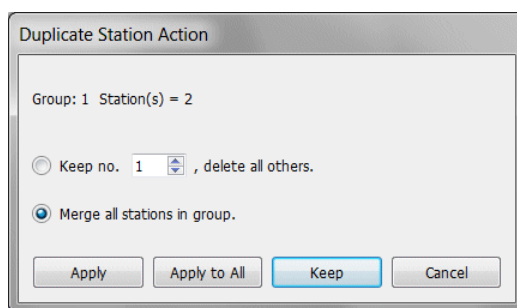 Duplicate Station Action
Group: 1 Station(s) = 2
Keep no. 1 , delete all others.
Merge all stations in group.
Apply Apply to All Keep Cancel